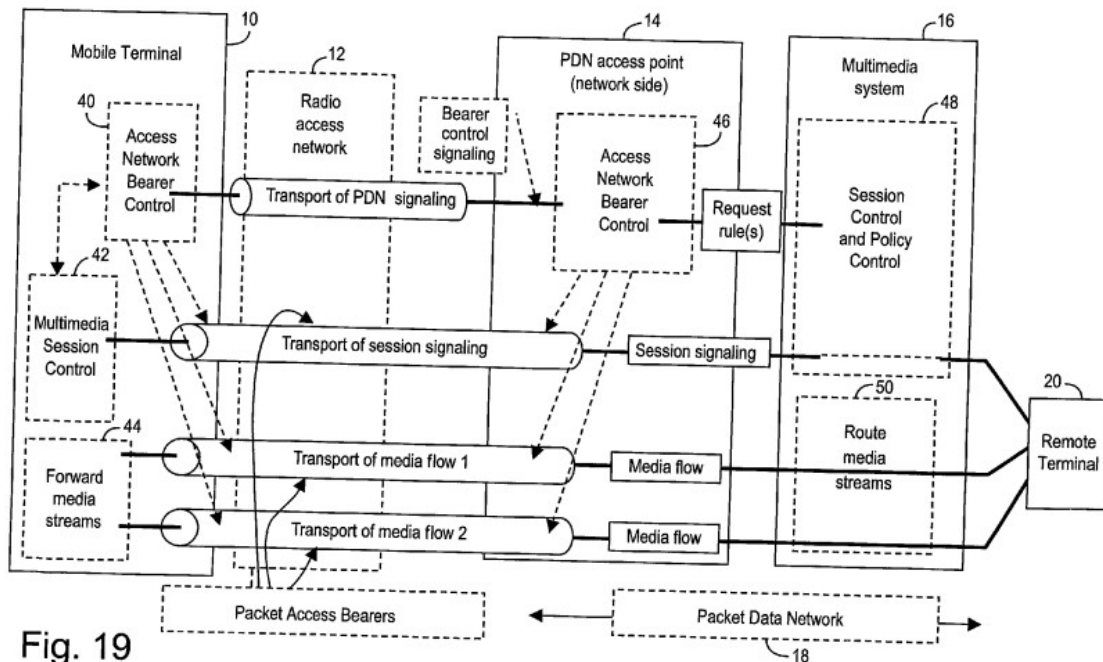 10
Mobile Terminal
12
Radio
access
network
14
PDN access point
(network side)
16
Multimedia
system
40
Access
Network
Bearer
Control
Bearer
control
signaling
46
Access
Network
Bearer
Control
48
Session
Control
and Policy
Control
Transport of PDN signaling
Request
rule(s)
42
Multimedia
Session
Control
Transport of session signaling
Session signaling
44
Forward
media
streams
Transport of media flow 1
Media flow
50
Route
media
streams
20
Remote
Terminal
Transport of media flow 2
Media flow
Packet Access Bearers
Packet Data Network
18
Fig. 19